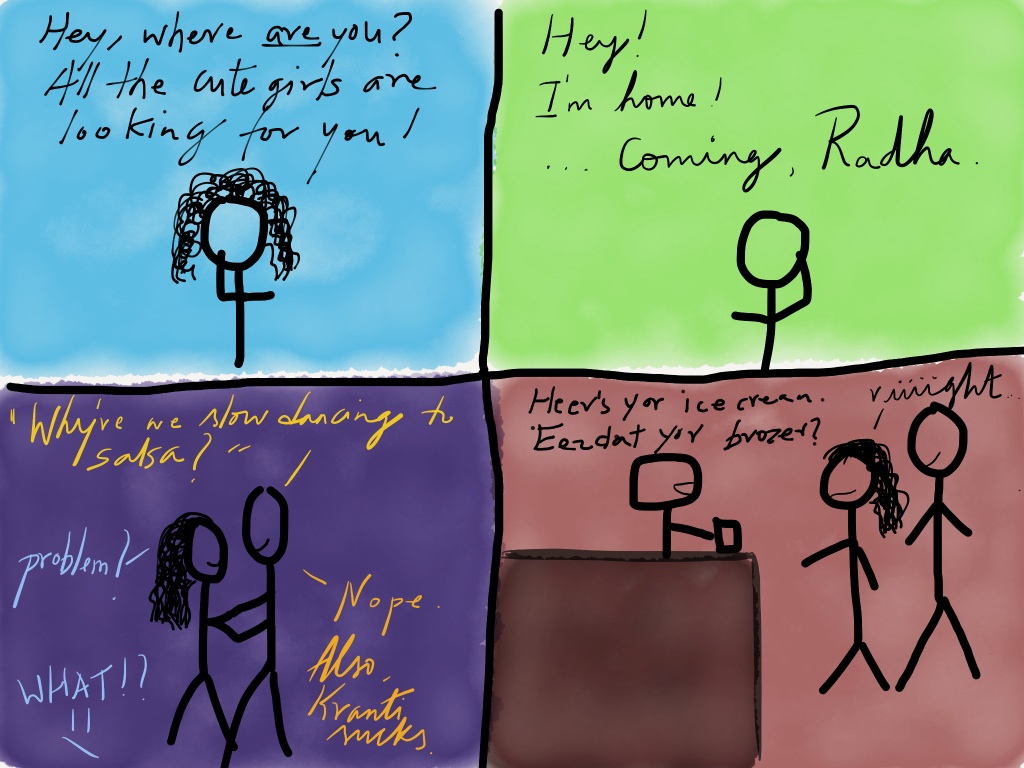 Hey, where are you?
All the cute girls are
looking for you!
Hey!
I'm home!
... Coming, Radha.
"Why're we slow dancing to
salsa?"
problem?
Nope.
Also,
Kranti
sucks.
WHAT!?
Heer's yor ice crean.
Eezdat yor brozer?
riiiight...